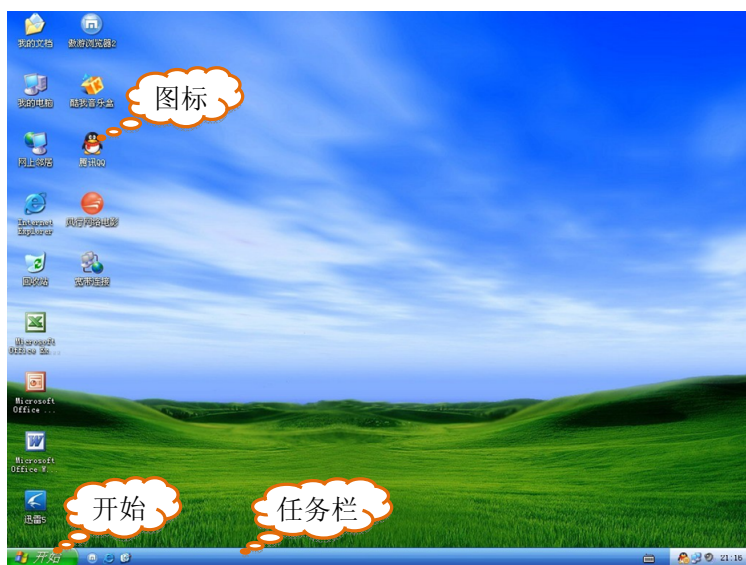 我的文档
傲游浏览器2
我的电脑
酷我音乐盒
图标
网上邻居
腾讯QQ
Internet
Explorer
风行网络电影
回收站
宽带连接
Microsoft
Office Ex...
Microsoft
Office ...
Microsoft
Office W...
迅雷5
开始
任务栏
开始
21:16